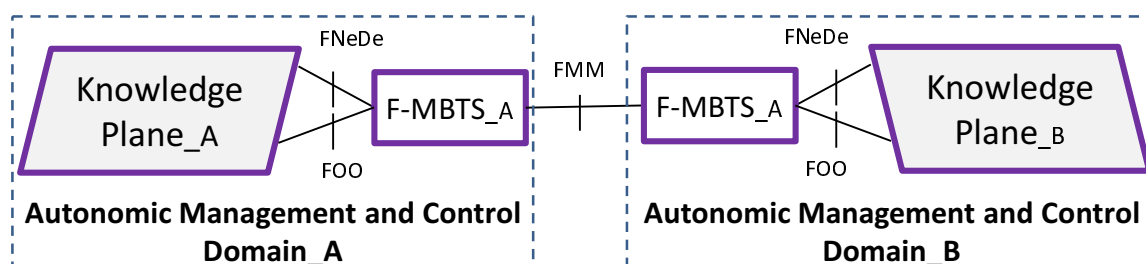 FNeDe
Knowledge
Plane_A
F-MBTS_A
FOO
Autonomic Management and Control
Domain_A
FMM
FNeDe
F-MBTS_A
Knowledge
Plane_B
FOO
Autonomic Management and Control
Domain_B